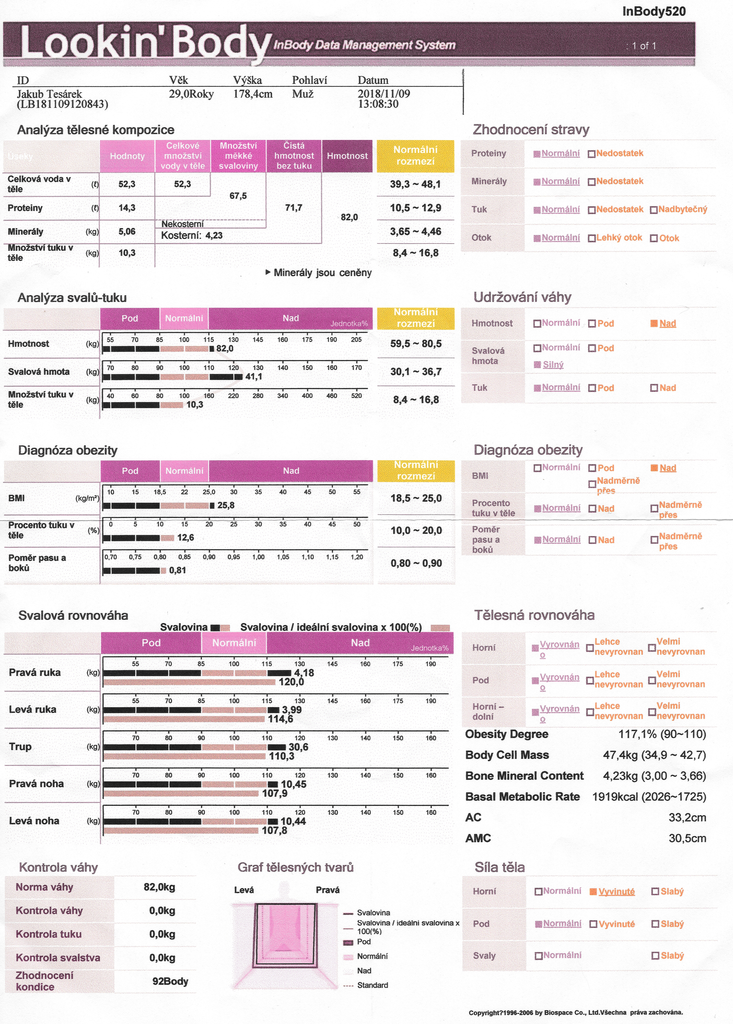 InBody520
Lookin' Body InBody Data Management System : 1 of 1
ID Věk Výška Pohlaví Datum
Jakub Tesárek 29,0Roky 178,4cm Muž 2018/11/09
(LB181109120843) 13:08:30
Analýza tělesné kompozice
Úseky Hodnoty Celkové množství vody v těle Množství měkké svaloviny Čistá hmotnost bez tuku Hmotnost Normální rozmezí
Celková voda v těle (ℓ) 52,3 52,3 39,3 ~ 48,1
67,5
Proteiny (ℓ) 14,3 71,7 10,5 ~ 12,9
82,0
Nekosterní
Minerály (kg) 5,06 Kosterní: 4,23 3,65 ~ 4,46
Množství tuku v těle (kg) 10,3 8,4 ~ 16,8
▶ Minerály jsou ceněny
Zhodnocení stravy
Proteiny Normální Nedostatek
Minerály Normální Nedostatek
Tuk Normální Nedostatek Nadbytečný
Otok Normální Lehký otok Otok
Analýza svalů-tuku
Pod Normální Nad Jednotka% Normální rozmezí
55 70 85 100 115 130 145 160 175 190 205
Hmotnost (kg) 82,0 59,5 ~ 80,5
70 80 90 100 110 120 130 140 150 160 170
Svalová hmota (kg) 41,1 30,1 ~ 36,7
40 60 80 100 160 220 280 340 400 460 520
Množství tuku v těle (kg) 10,3 8,4 ~ 16,8
Udržování váhy
Hmotnost Normální Pod Nad
Svalová hmota Normální Pod
Silný
Tuk Normální Pod Nad
Diagnóza obezity
Pod Normální Nad Normální rozmezí
10 15 18,5 22 25,0 30 35 40 45 50 55
BMI (kg/m²) 25,8 18,5 ~ 25,0
0 5 10 15 20 25 30 35 40 45 50
Procento tuku v těle (%) 12,6 10,0 ~ 20,0
0,70 0,75 0,80 0,85 0,90 0,95 1,00 1,05 1,10 1,15 1,20
Poměr pasu a boků 0,81 0,80 ~ 0,90
Diagnóza obezity
BMI Normální Pod Nad
Nadměrně přes
Procento tuku v těle Normální Nad Nadměrně přes
Poměr pasu a boků Normální Nad Nadměrně přes
Svalová rovnováha
Svalovina Svalovina / ideální svalovina x 100(%)
Pod Normální Nad Jednotka%
55 70 85 100 115 130 145 160 175 190
Pravá ruka (kg) 4,18
120,0
55 70 85 100 115 130 145 160 175 190
Levá ruka (kg) 3,99
114,6
70 80 90 100 110 120 130 140 150 160
Trup (kg) 30,6
110,3
70 80 90 100 110 120 130 140 150 160
Pravá noha (kg) 10,45
107,9
70 80 90 100 110 120 130 140 150 160
Levá noha (kg) 10,44
107,8
Tělesná rovnováha
Horní Vyrovnáno Lehce nevyrovnan Velmi nevyrovnan
Pod Vyrovnáno Lehce nevyrovnan Velmi nevyrovnan
Horní – dolní Vyrovnáno Lehce nevyrovnan Velmi nevyrovnan
Obesity Degree 117,1% (90~110)
Body Cell Mass 47,4kg (34,9 ~ 42,7)
Bone Mineral Content 4,23kg (3,00 ~ 3,66)
Basal Metabolic Rate 1919kcal (2026~1725)
AC 33,2cm
AMC 30,5cm
Kontrola váhy
Norma váhy 82,0kg
Kontrola váhy 0,0kg
Kontrola tuku 0,0kg
Kontrola svalstva 0,0kg
Zhodnocení kondice 92Body
Graf tělesných tvarů
Levá Pravá
Svalovina
Svalovina / ideální svalovina x 100(%)
Pod
Normální
Nad
Standard
Síla těla
Horní Normální Vyvinuté Slabý
Pod Normální Vyvinuté Slabý
Svaly Normální Slabý
Copyright?1996-2006 by Biospace Co., Ltd.Všechna práva zachována.